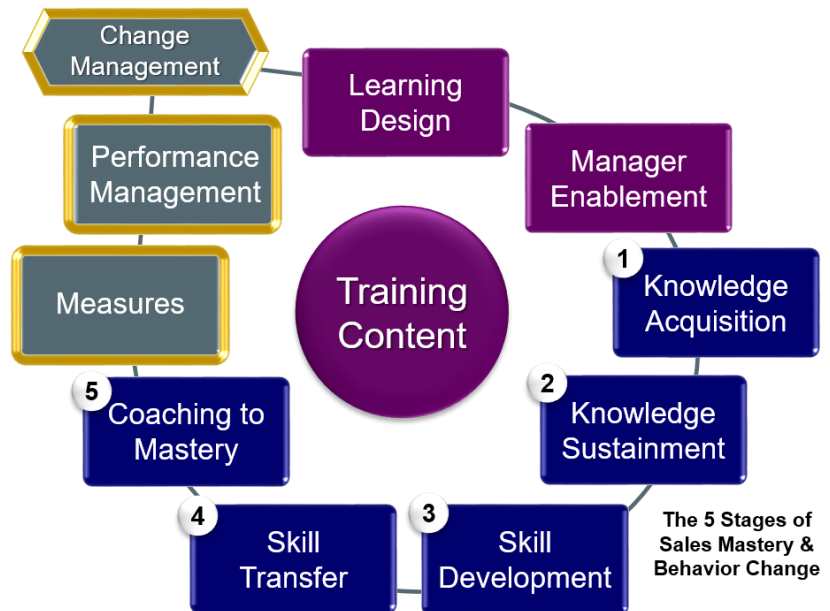 Change
Management
Learning
Design
Manager
Enablement
1
Knowledge
Acquisition
2
Knowledge
Sustainment
3
Skill
Development
4
Skill
Transfer
5
Coaching to
Mastery
Measures
Performance
Management
Training
Content
The 5 Stages of
Sales Mastery &
Behavior Change